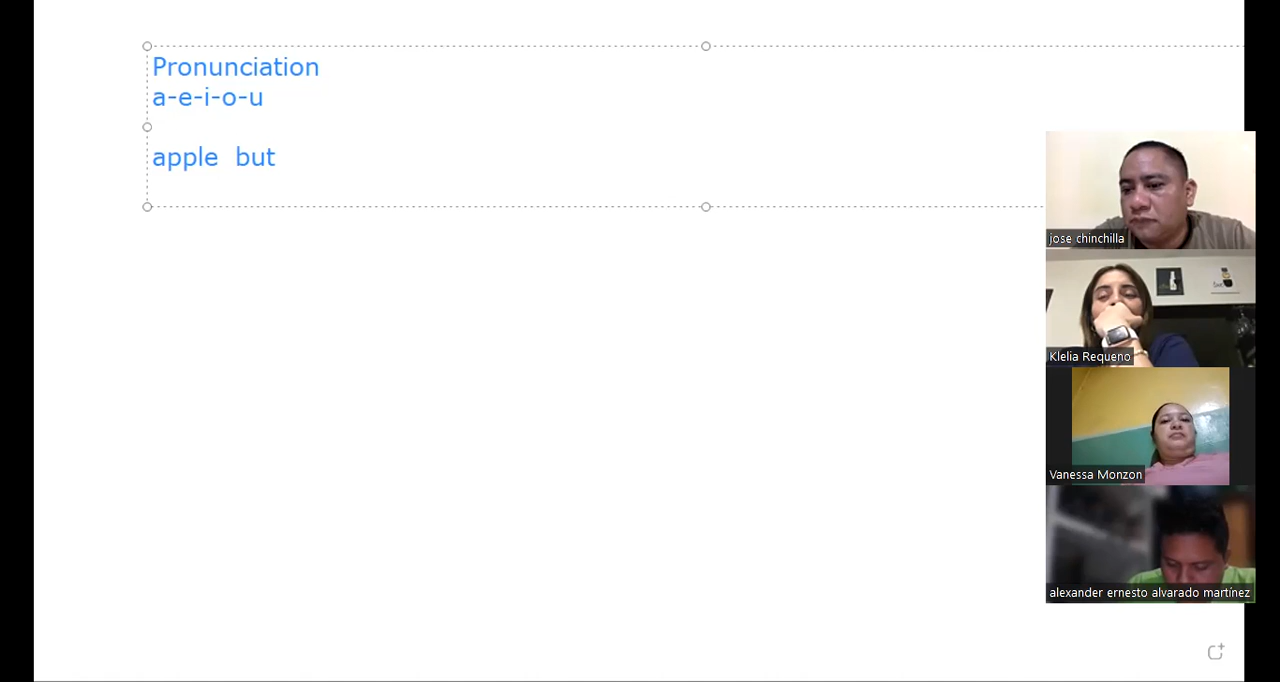 Pronunciation
a-e-i-o-u
apple but
jose chinchilla
Klelia Requeno
Vanessa Monzon
alexander ernesto alvarado martínez